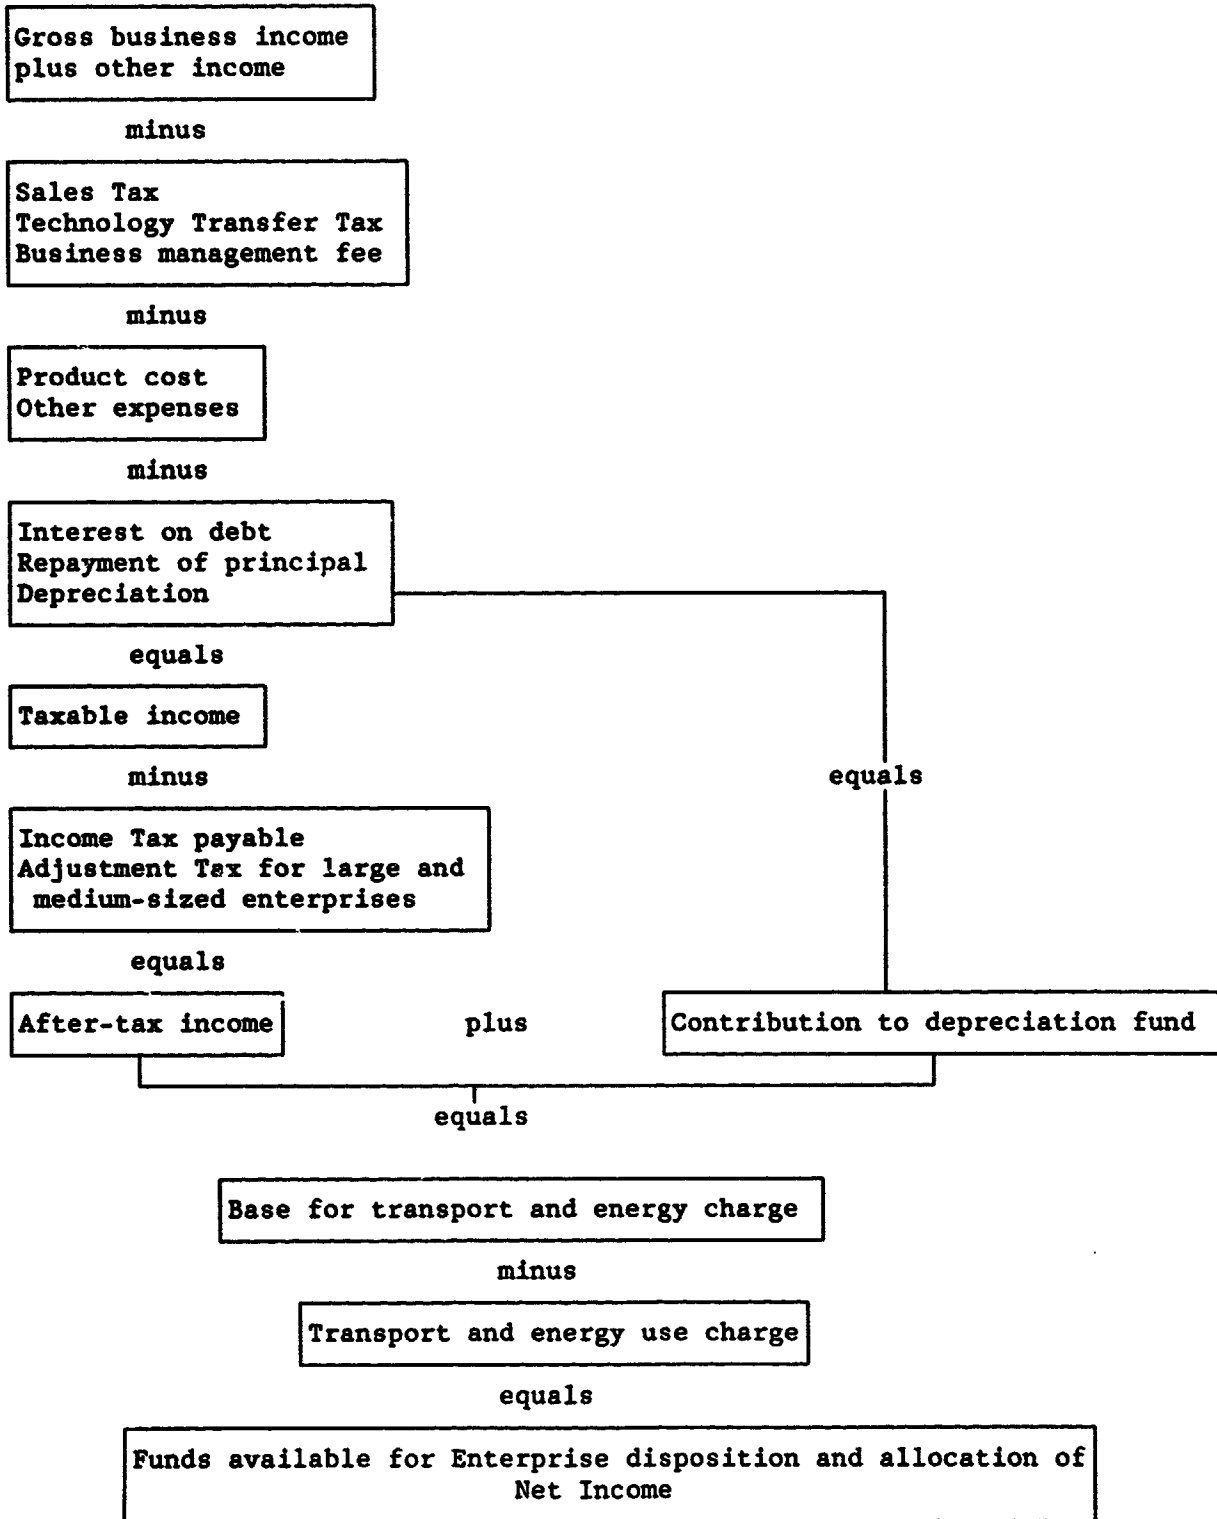 Gross business income
plus other income
minus
Sales Tax
Technology Transfer Tax
Business management fee
minus
Product cost
Other expenses
minus
Interest on debt
Repayment of principal
Depreciation
equals
Taxable income
minus
equals
Income Tax payable
Adjustment Tax for large and
medium-sized enterprises
equals
After-tax income
plus
Contribution to depreciation fund
equals
Base for transport and energy charge
minus
Transport and energy use charge
equals
Funds available for Enterprise disposition and allocation of
Net Income